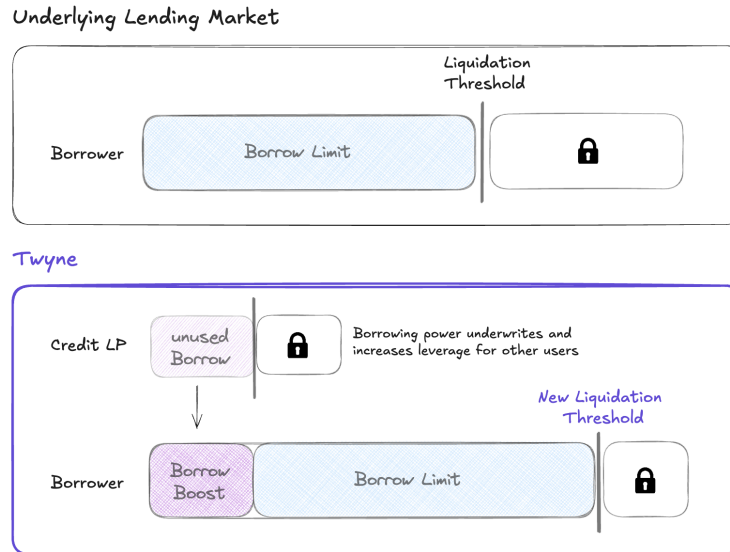 Underlying Lending Market
Liquidation
Threshold
Borrower
Borrow Limit
Twyne
Credit LP
unused
Borrow
Borrowing power underwrites and
increases leverage for other users
New Liquidation
Threshold
Borrower
Borrow
Boost
Borrow Limit